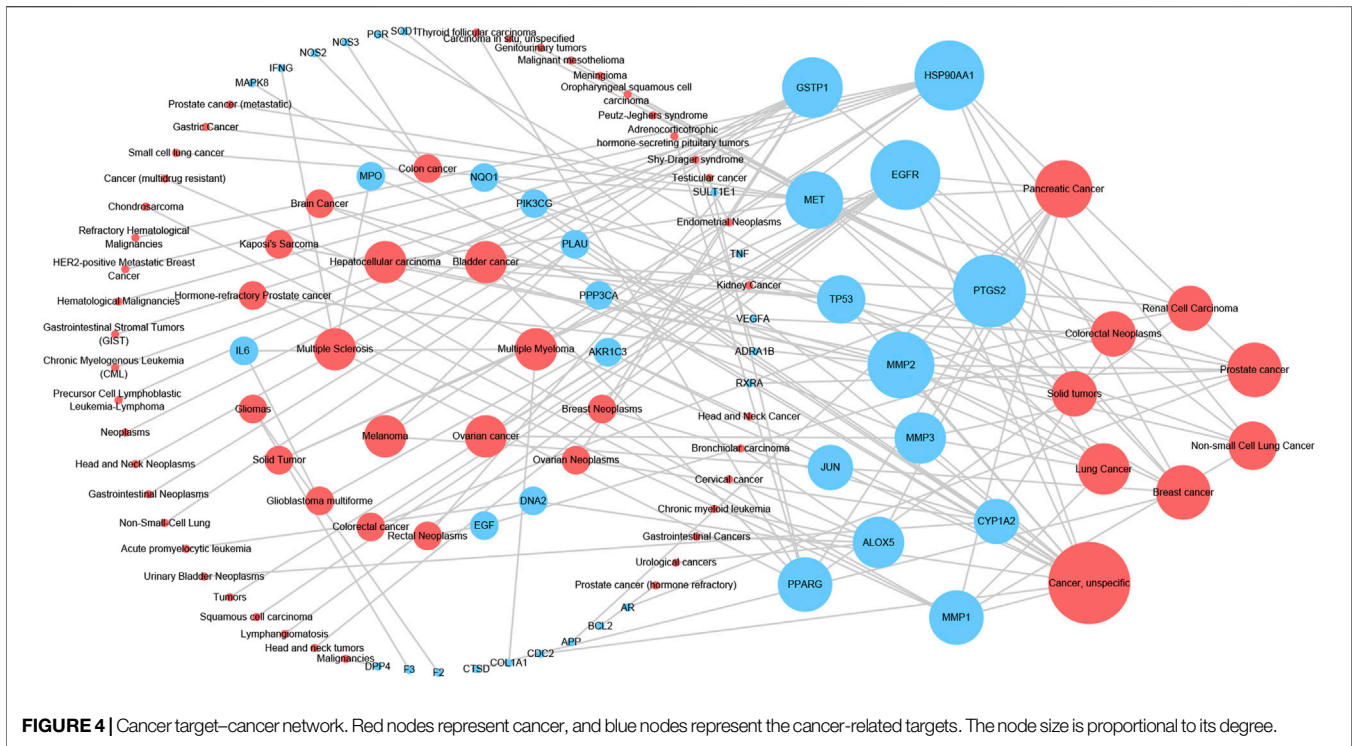 SOD1
Thyroid follicular carcinoma
PGR
Carcinoma in situ, unspecified
NOS3
Genitourinary tumors
NOS2
Malignant mesothelioma
IFNG
Meningioma
MAPK8
Oropharyngeal squamous cell
carcinoma
Prostate cancer (metastatic)
Peutz-Jeghers syndrome
Gastric Cancer
Adrenocorticotrophic
hormone-secreting pituitary tumors
Small cell lung cancer
Shy-Drager syndrome
Cancer (multidrug resistant)
Testicular cancer
SULT1E1
Chondrosarcoma
Endometrial Neoplasms
Refractory Hematological
Malignancies
TNF
HER2-positive Metastatic Breast
Cancer
Kidney Cancer
Hematological Malignancies
VEGFA
Gastrointestinal Stromal Tumors
(GIST)
ADRA1B
Chronic Myelogenous Leukemia
(CML)
RXRA
Precursor Cell Lymphoblastic
Leukemia-Lymphoma
Head and Neck Cancer
Neoplasms
Bronchiolar carcinoma
Head and Neck Neoplasms
Cervical cancer
Gastrointestinal Neoplasms
Chronic myeloid leukemia
Non-Small-Cell Lung
Gastrointestinal Cancers
Acute promyelocytic leukemia
Urological cancers
Urinary Bladder Neoplasms
Prostate cancer (hormone refractory)
Tumors
AR
Squamous cell carcinoma
BCL2
Lymphangiomatosis
APP
Head and neck tumors
CDC2
Malignancies
COL1A1
DPP4
F3
F2
CTSD
MPO
Colon cancer
NQO1
Brain Cancer
PIK3CG
Kaposi's Sarcoma
PLAU
Hepatocellular carcinoma
Bladder cancer
Hormone-refractory Prostate cancer
PPP3CA
IL6
Multiple Sclerosis
Multiple Myeloma
AKR1C3
Gliomas
Breast Neoplasms
Melanoma
Ovarian cancer
Solid Tumor
Ovarian Neoplasms
Glioblastoma multiforme
DNA2
Colorectal cancer
EGF
Rectal Neoplasms
GSTP1
HSP90AA1
MET
EGFR
Pancreatic Cancer
TP53
PTGS2
Renal Cell Carcinoma
Colorectal Neoplasms
MMP2
Prostate cancer
Solid tumors
MMP3
Non-small Cell Lung Cancer
JUN
Lung Cancer
Breast cancer
CYP1A2
ALOX5
PPARG
Cancer, unspecific
MMP1
FIGURE 4 | Cancer target–cancer network. Red nodes represent cancer, and blue nodes represent the cancer-related targets. The node size is proportional to its degree.